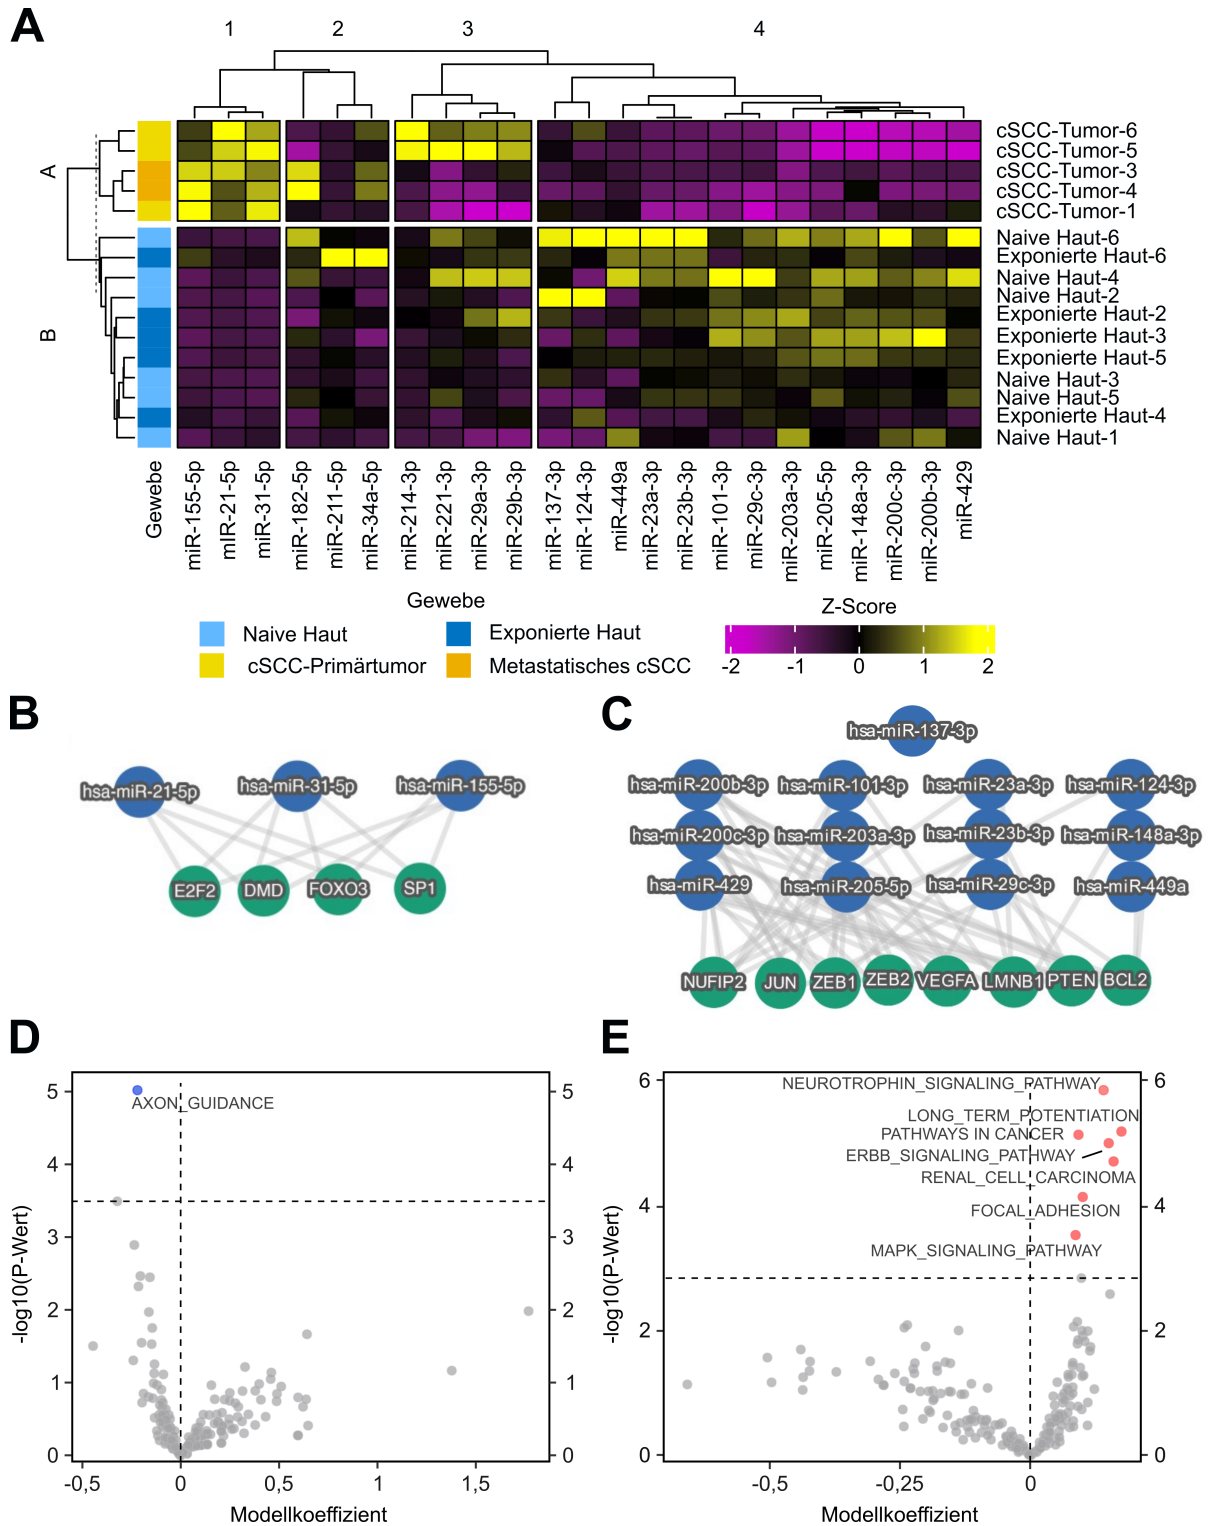 A
1 2 3 4
A
B
cSCC-Tumor-6
cSCC-Tumor-5
cSCC-Tumor-3
cSCC-Tumor-4
cSCC-Tumor-1
Naive Haut-6
Exponierte Haut-6
Naive Haut-4
Naive Haut-2
Exponierte Haut-2
Exponierte Haut-3
Exponierte Haut-5
Naive Haut-3
Naive Haut-5
Exponierte Haut-4
Naive Haut-1
Gewebe
miR-155-5p
miR-21-5p
miR-31-5p
miR-182-5p
miR-211-5p
miR-34a-5p
miR-214-3p
miR-221-3p
miR-29a-3p
miR-29b-3p
miR-137-3p
miR-124-3p
miR-449a
miR-23a-3p
miR-23b-3p
miR-101-3p
miR-29c-3p
miR-203a-3p
miR-205-5p
miR-148a-3p
miR-200c-3p
miR-200b-3p
miR-429
Gewebe
Naive Haut
Exponierte Haut
cSCC-Primärtumor
Metastatisches cSCC
Z-Score
-2 -1 0 1 2
B
hsa-miR-21-5p
hsa-miR-31-5p
hsa-miR-155-5p
E2F2
DMD
FOXO3
SP1
C
hsa-miR-137-3p
hsa-miR-200b-3p
hsa-miR-101-3p
hsa-miR-23a-3p
hsa-miR-124-3p
hsa-miR-200c-3p
hsa-miR-203a-3p
hsa-miR-23b-3p
hsa-miR-148a-3p
hsa-miR-429
hsa-miR-205-5p
hsa-miR-29c-3p
hsa-miR-449a
NUFIP2
JUN
ZEB1
ZEB2
VEGFA
LMNB1
PTEN
BCL2
D
AXON_GUIDANCE
-log10(P-Wert)
5 5
4 4
3 3
2 2
1 1
0 0
-0,5 0 0,5 1 1,5
Modellkoeffizient
E
NEUROTROPHIN_SIGNALING_PATHWAY
LONG_TERM_POTENTIATION
PATHWAYS IN CANCER
ERBB_SIGNALING_PATHWAY
RENAL_CELL_CARCINOMA
FOCAL_ADHESION
MAPK_SIGNALING_PATHWAY
-log10(P-Wert)
6 6
4 4
2 2
0 0
-0,5 -0,25 0
Modellkoeffizient